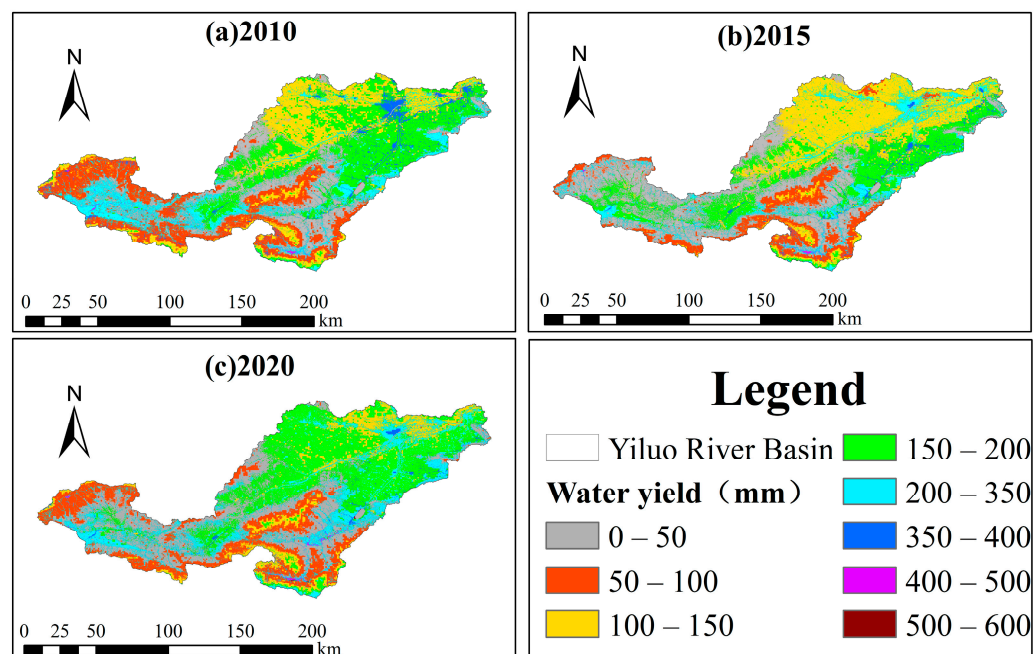 (a)2010
N
0 25 50 100 150 200
km
(b)2015
N
0 25 50 100 150 200
km
(c)2020
N
0 25 50 100 150 200
km
Legend
Yiluo River Basin
Water yield（mm）
0 – 50
50 – 100
100 – 150
150 – 200
200 – 350
350 – 400
400 – 500
500 – 600